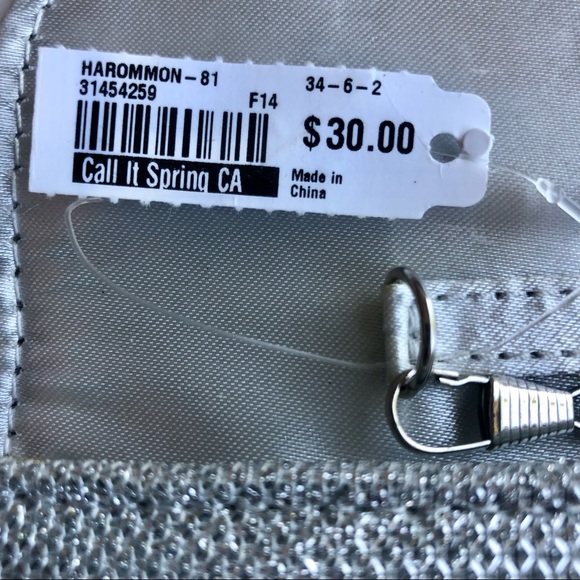 HAROMMON-81 34-6-2
31454259
F14
$30.00
Call It Spring CA
Made in
China